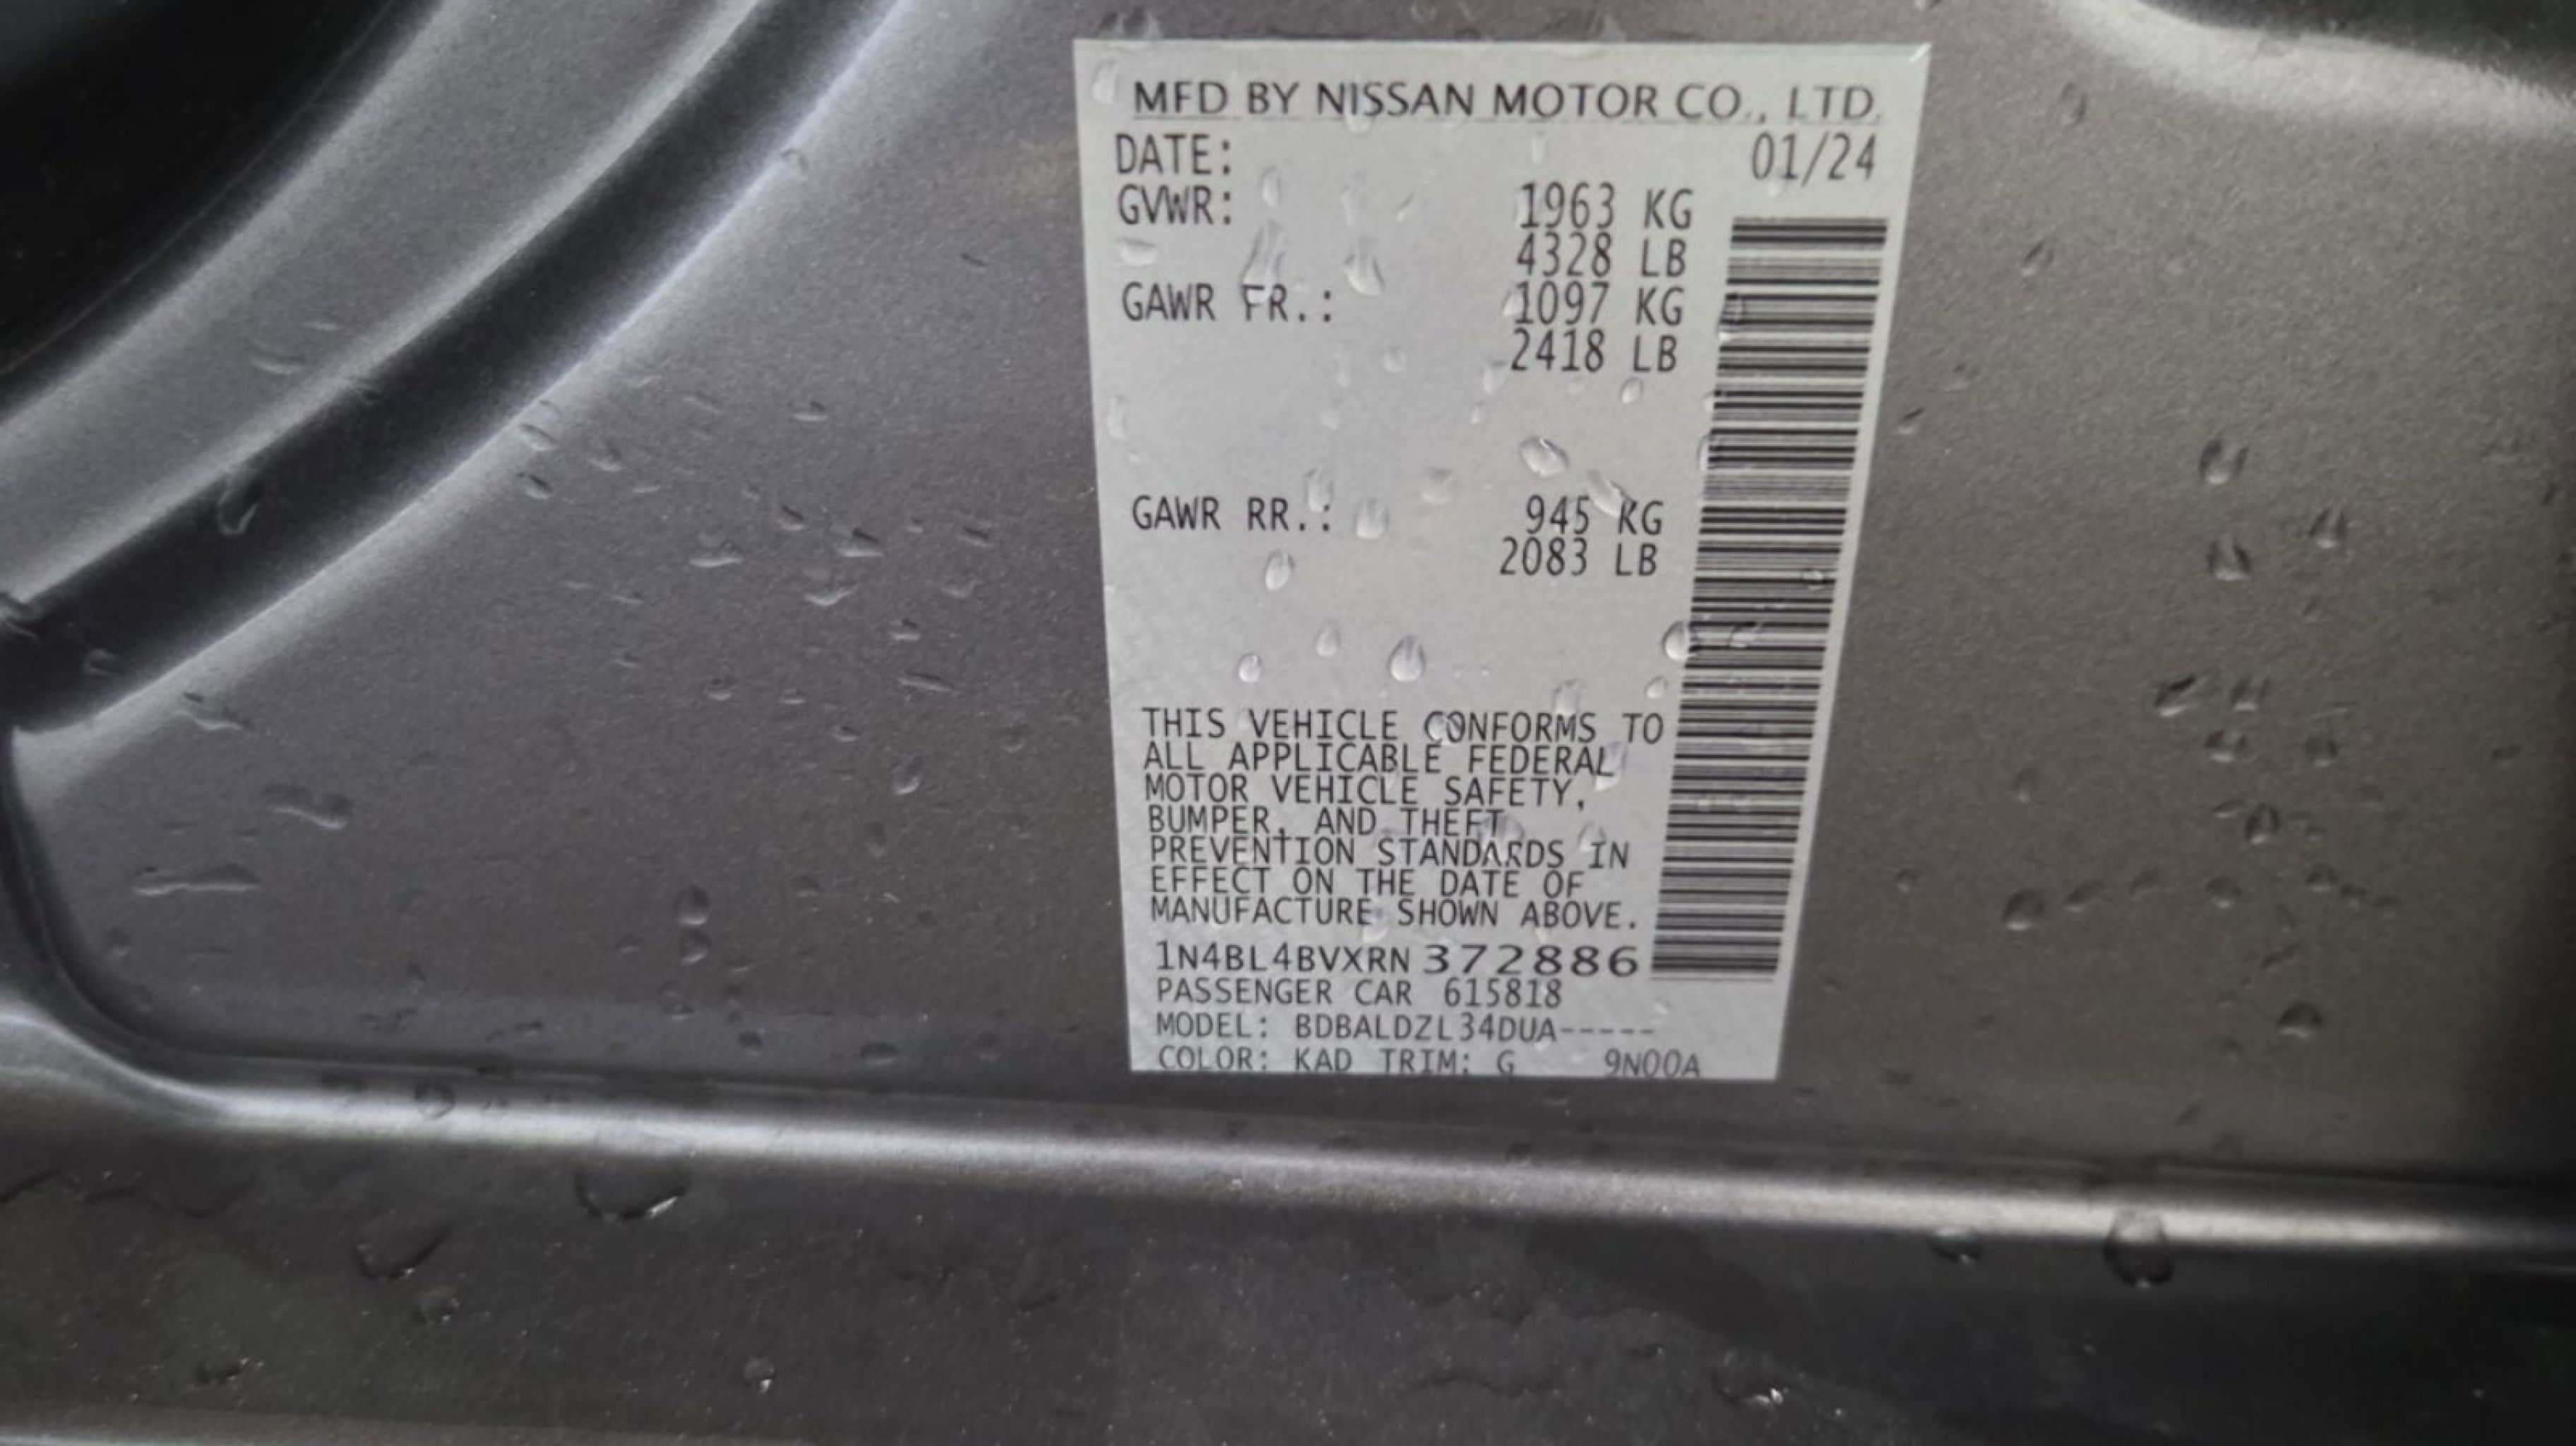 MFD BY NISSAN MOTOR CO., LTD.
DATE: 01/24
GVWR: 1963 KG
4328 LB
GAWR FR.: 1097 KG
2418 LB
GAWR RR.: 945 KG
2083 LB
THIS VEHICLE CONFORMS TO
ALL APPLICABLE FEDERAL
MOTOR VEHICLE SAFETY,
BUMPER, AND THEFT
PREVENTION STANDARDS IN
EFFECT ON THE DATE OF
MANUFACTURE SHOWN ABOVE.
1N4BL4BVXRN372886
PASSENGER CAR 615818
MODEL: BDBALDZL34DUA-----
COLOR: KAD TRIM: G 9N00A